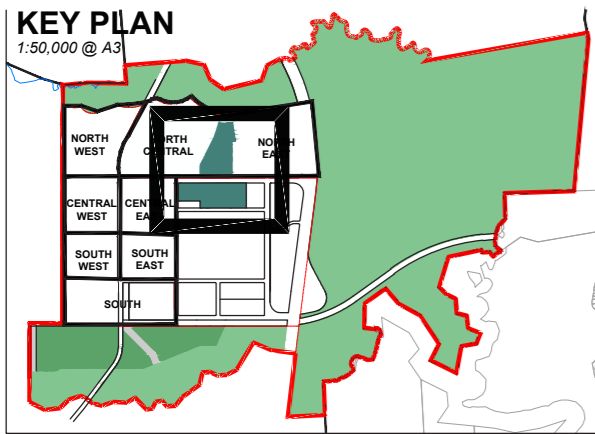 KEY PLAN
1:50,000 @ A3
NORTH
WEST
NORTH
CENTRAL
NORTH
EAST
CENTRAL
WEST
CENTRAL
EAST
SOUTH
WEST
SOUTH
EAST
SOUTH